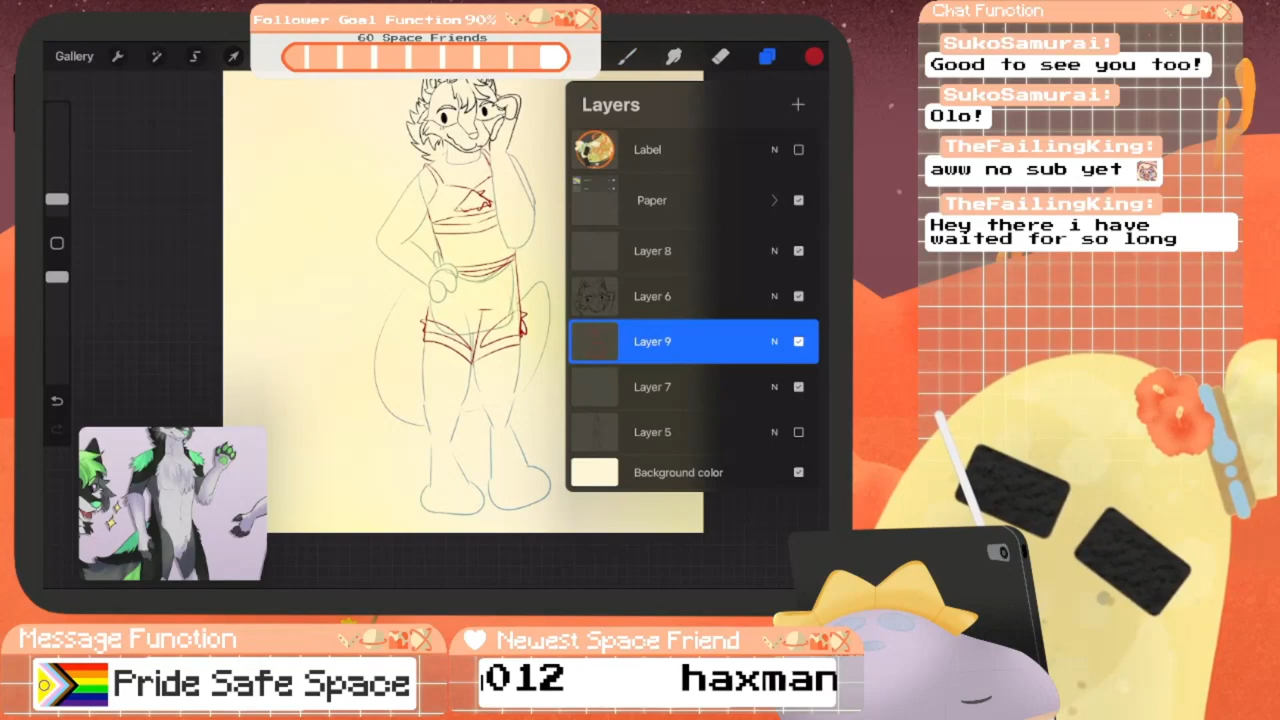 Follower Goal Function 90%
60 Space Friends
Gallery
Layers
Label N
Paper
Layer 8 N
Layer 6 N
Layer 9 N
Layer 7 N
Layer 5 N
Background color
Chat Function
SukoSamurai:
Good to see you too!
SukoSamurai:
Olo!
TheFailingKing:
aww no sub yet
TheFailingKing:
Hey there i have
waited for so long
Message Function
Pride Safe Space
Newest Space Friend
012 haxman